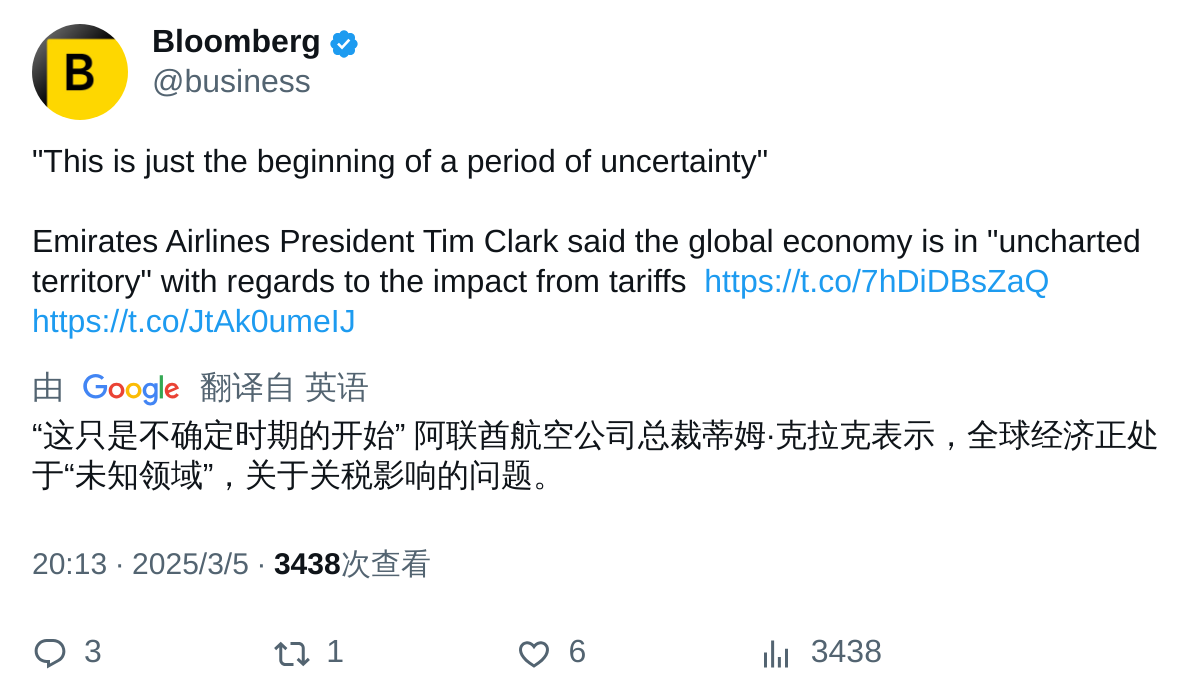 B
Bloomberg
@business
"This is just the beginning of a period of uncertainty"
Emirates Airlines President Tim Clark said the global economy is in "uncharted
territory" with regards to the impact from tariffs https://t.co/7hDiDBsZaQ
https://t.co/JtAk0umeIJ
由 Google 翻译自 英语
“这只是不确定时期的开始” 阿联酋航空公司总裁蒂姆·克拉克表示，全球经济正处
于“未知领域”，关于关税影响的问题。
20:13 · 2025/3/5 · 3438次查看
3 1 6 3438